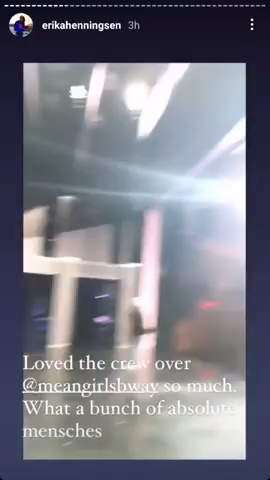 erikahenningsen 3h
Loved the crew over
@meangirlsbway so much.
What a bunch of absolute
mensches